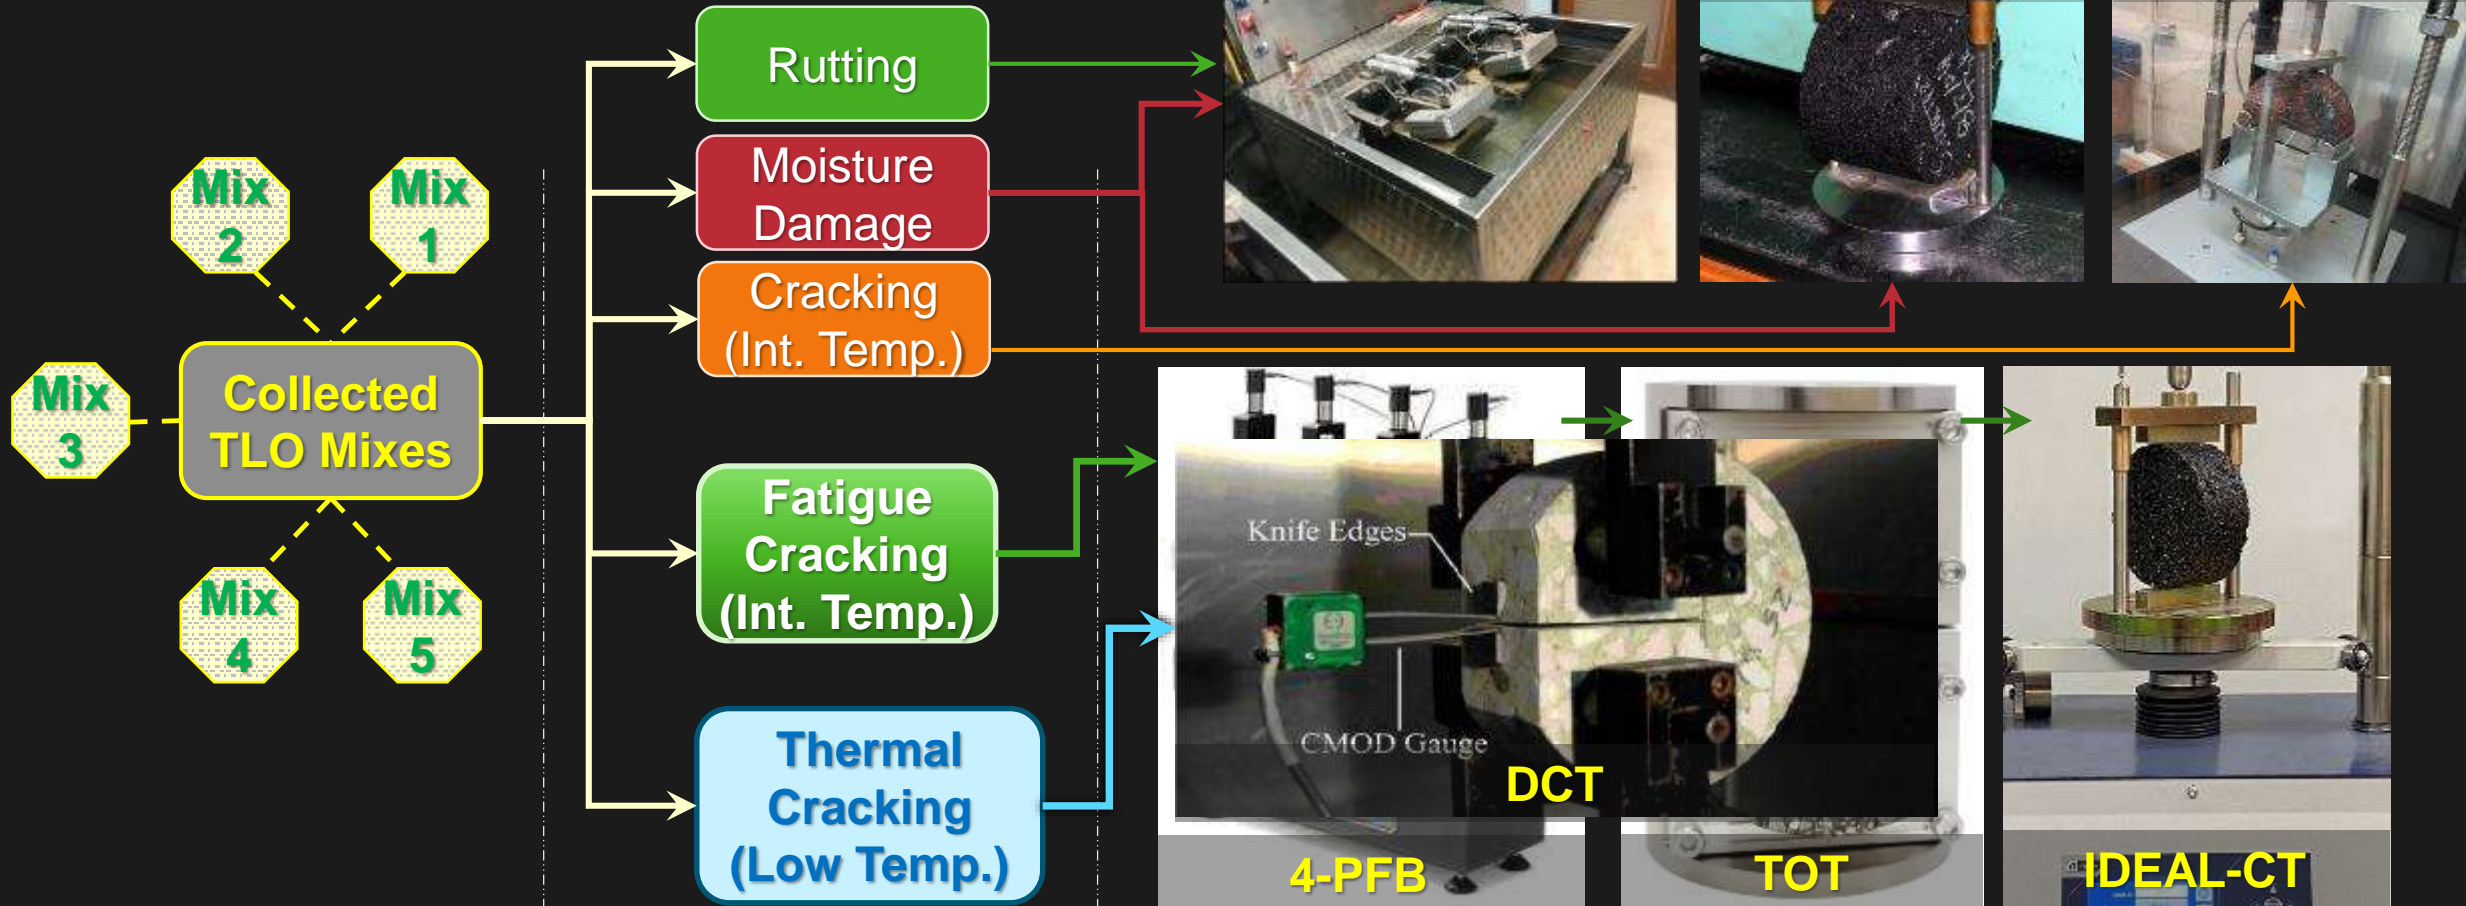 Rutting
Moisture
Damage
Cracking
(Int. Temp.)
Mix
2
Mix
1
Mix
3
Collected
TLO Mixes
Mix
4
Mix
5
Fatigue
Cracking
(Int. Temp.)
Thermal
Cracking
(Low Temp.)
Knife Edges
CMOD Gauge
DCT
4-PFB
TOT
IDEAL-CT